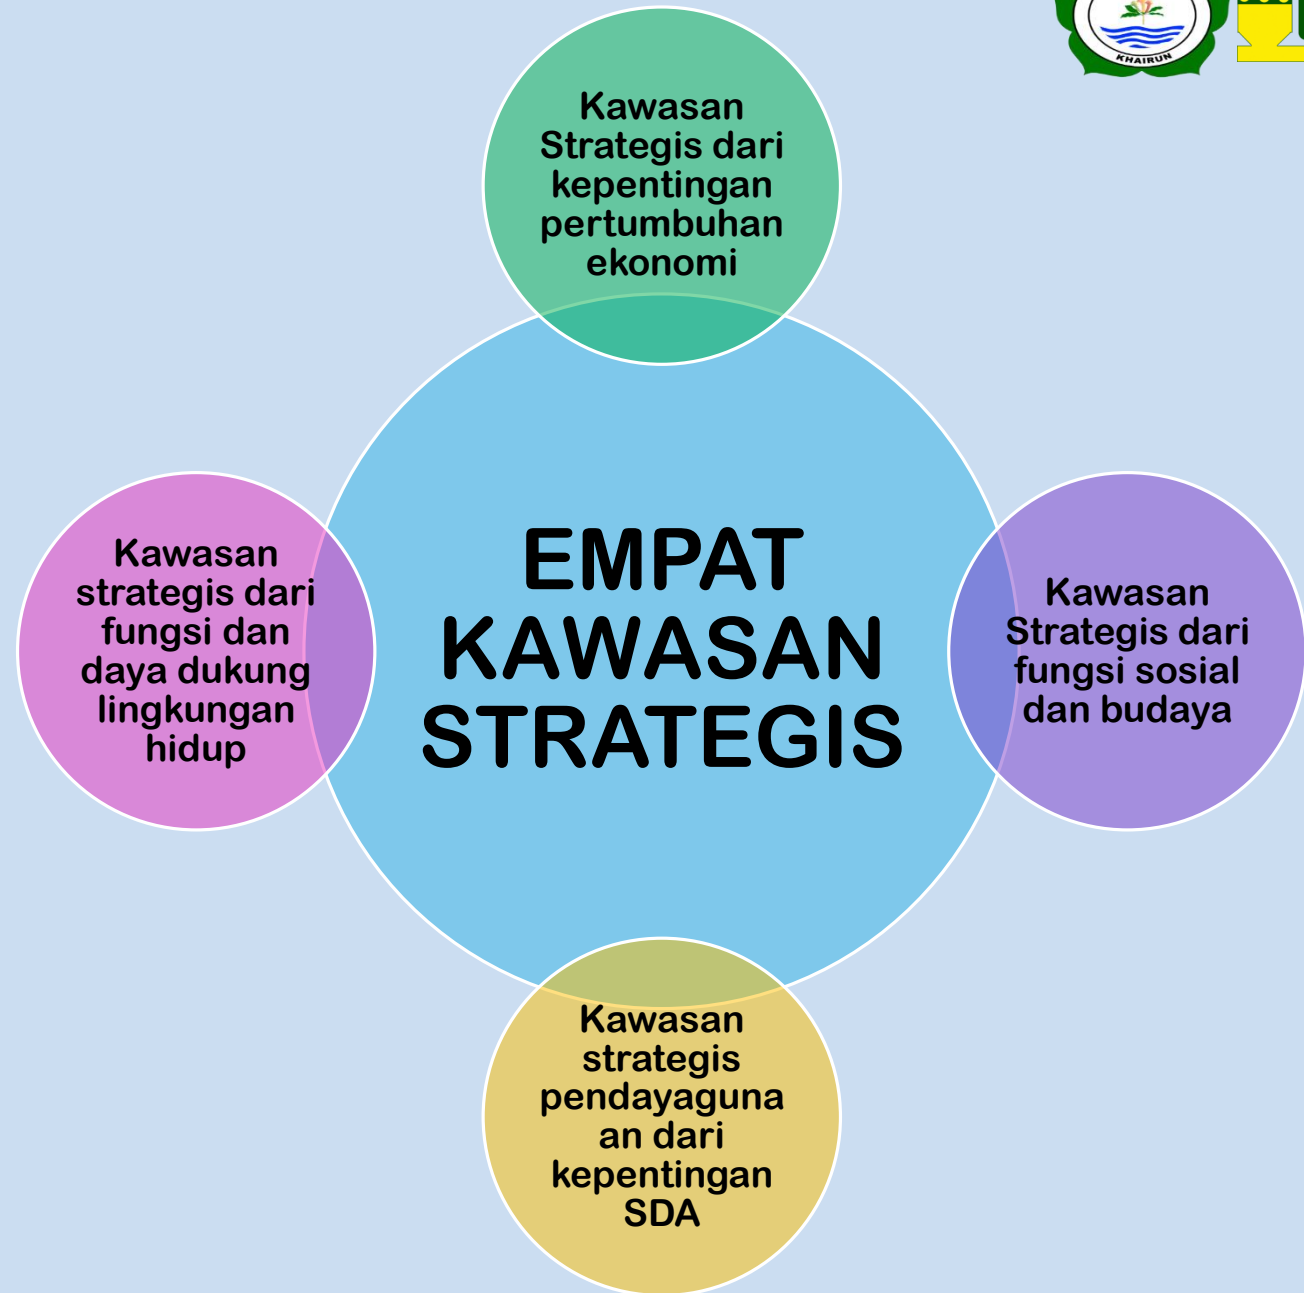 KHAIRUN
Kawasan
Strategis dari
kepentingan
pertumbuhan
ekonomi
EMPAT
KAWASAN
STRATEGIS
Kawasan
Strategis dari
fungsi sosial
dan budaya
Kawasan
strategis
pendayaguna
an dari
kepentingan
SDA
Kawasan
strategis dari
fungsi dan
daya dukung
lingkungan
hidup